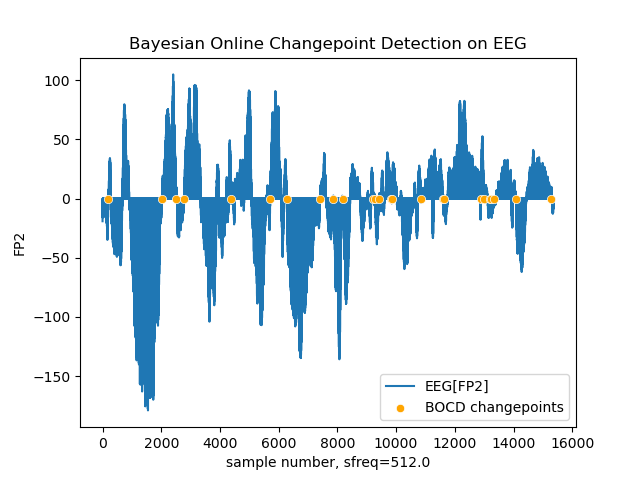 Bayesian Online Changepoint Detection on EEG
100
50
0
−50
−100
−150
FP2
EEG[FP2]
BOCD changepoints
0 2000 4000 6000 8000 10000 12000 14000 16000
sample number, sfreq=512.0